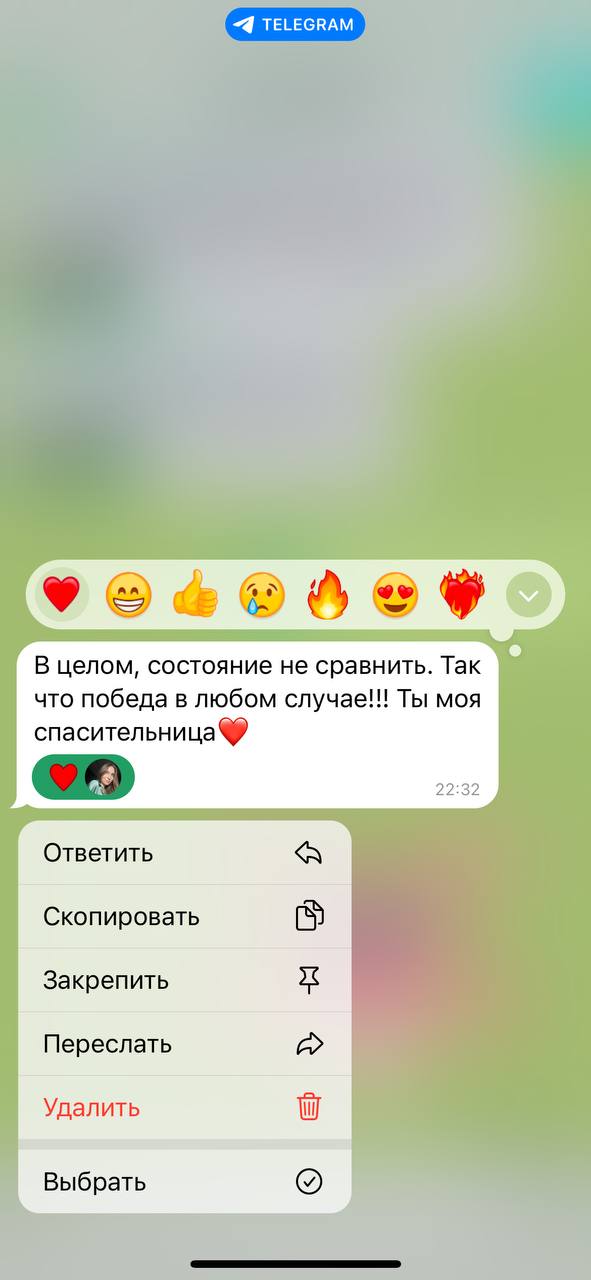 TELEGRAM
В целом, состояние не сравнить. Так
что победа в любом случае!!! Ты моя
спасительница❤️
22:32
Ответить
Скопировать
Закрепить
Переслать
Удалить
Выбрать